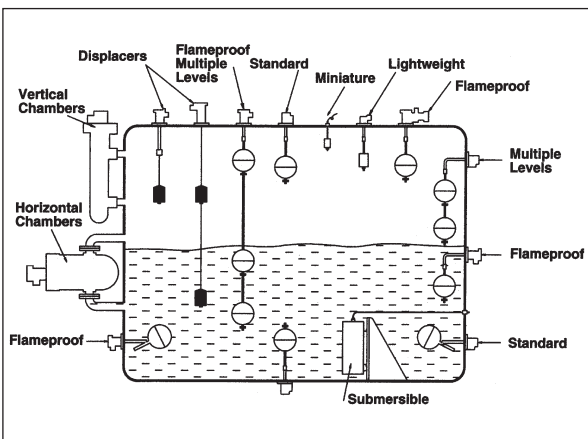 Displacers
Flameproof
Multiple
Levels
Standard
Miniature
Lightweight
Flameproof
Vertical
Chambers
Multiple
Levels
Horizontal
Chambers
Flameproof
Flameproof
Standard
Submersible